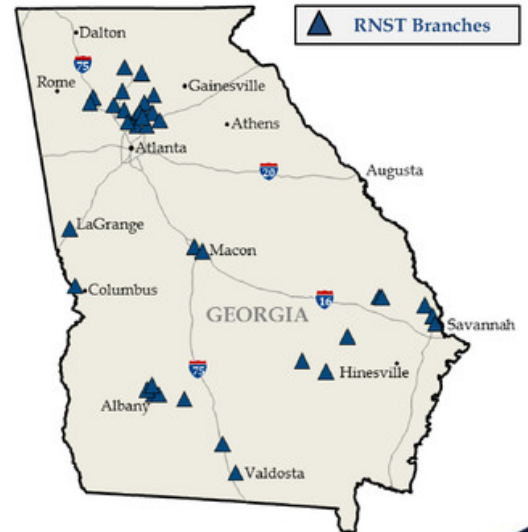 RNST Branches
Dalton
75
Rome
Gainesville
Athens
Atlanta
20
Augusta
LaGrange
Macon
Columbus
16
GEORGIA
Savannah
75
Hinesville
Albany
Valdosta